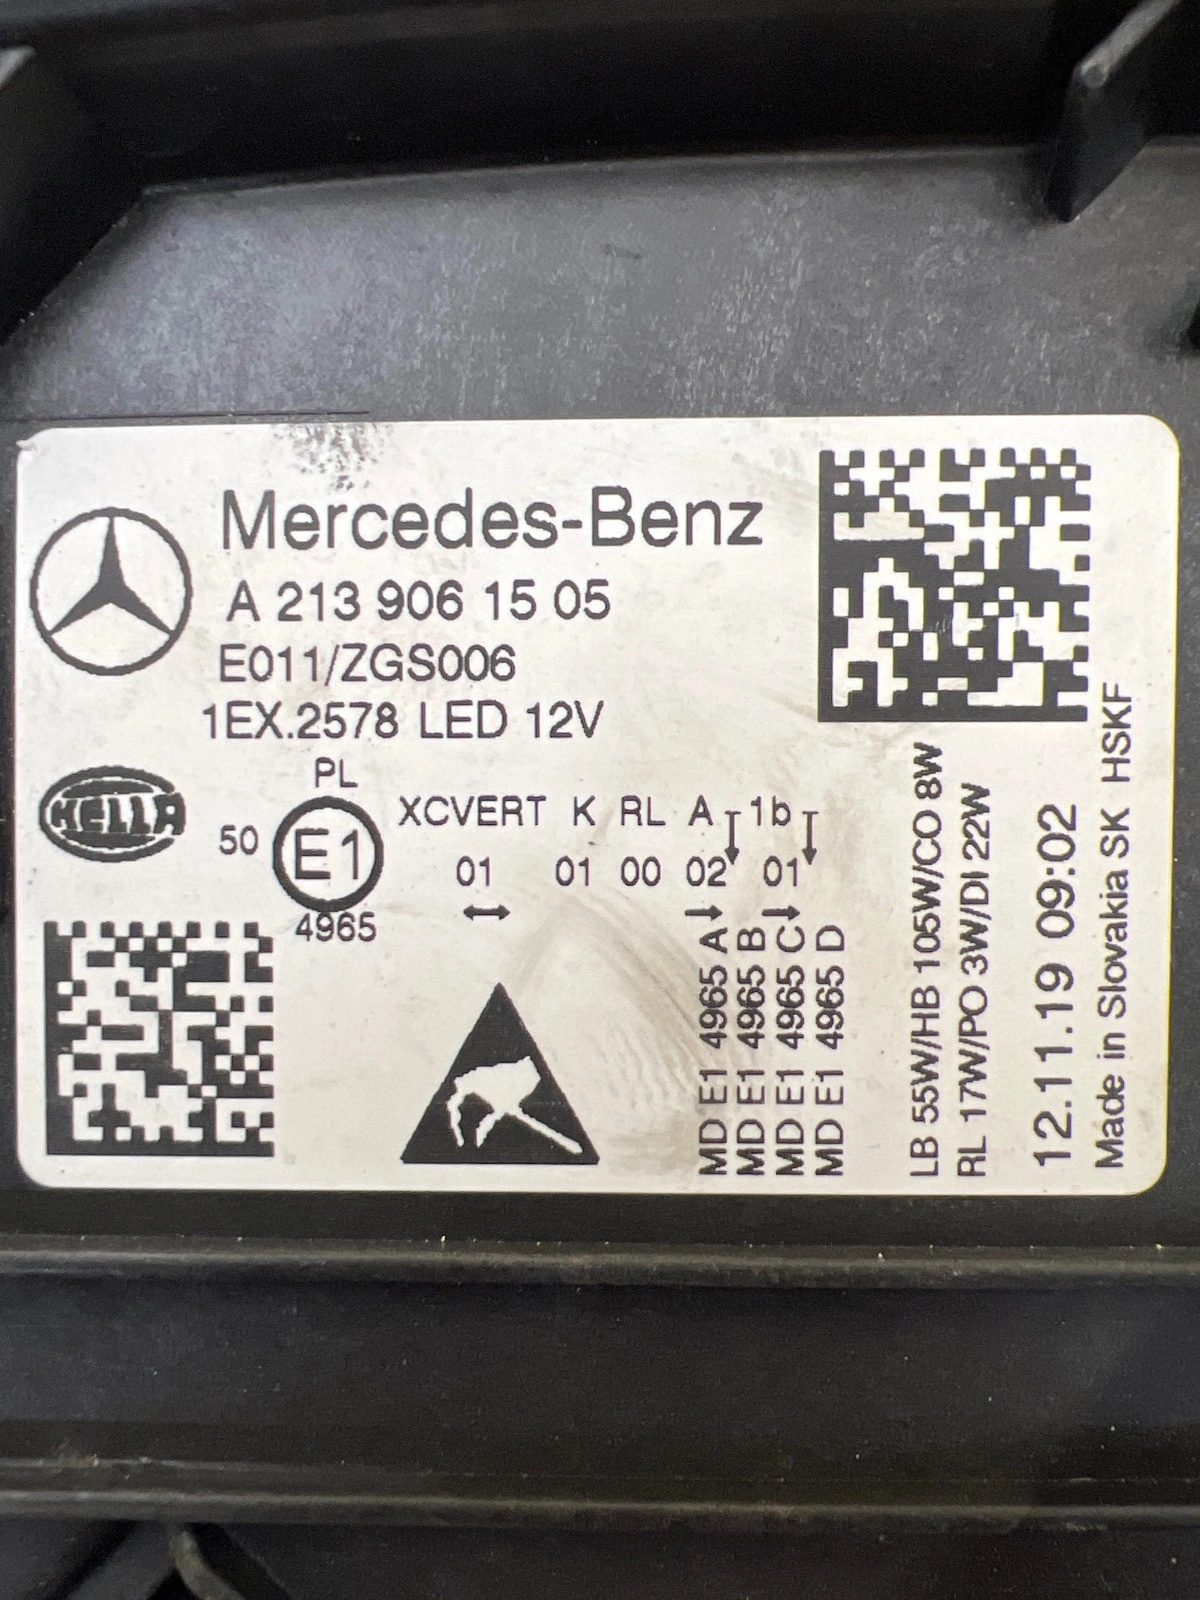 Mercedes-Benz
A 213 906 15 05
E011/ZGS006
1EX.2578 LED 12V
HELLA
PL
50 E1
4965
XCVERT K RL A 1b
01 01 00 02 01
↔ → →
MD E1 4965 A
MD E1 4965 B
MD E1 4965 C
MD E1 4965 D
LB 55W/HB 105W/CO 8W
RL 17W/PO 3W/DI 22W
12.11.19 09:02
Made in Slovakia SK HSKF